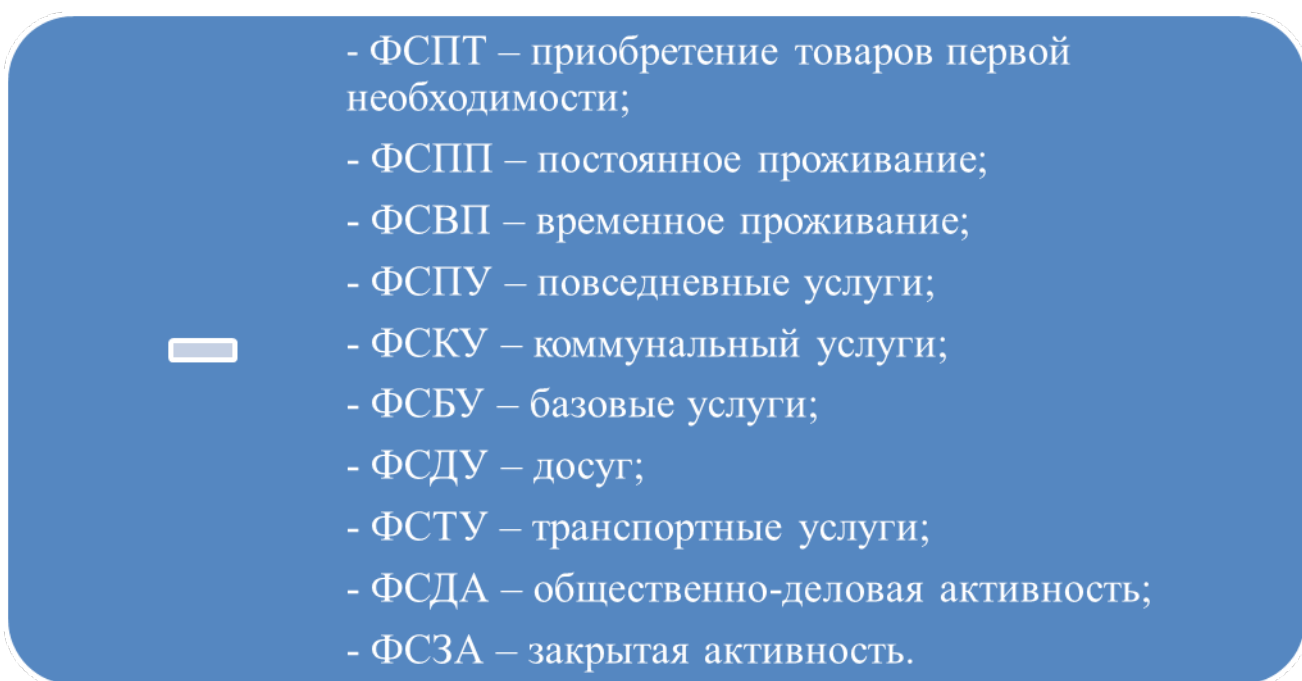 - ФСПТ – приобретение товаров первой
необходимости;
- ФСПП – постоянное проживание;
- ФСВП – временное проживание;
- ФСПУ – повседневные услуги;
- ФСКУ – коммунальный услуги;
- ФСБУ – базовые услуги;
- ФСДУ – досуг;
- ФСТУ – транспортные услуги;
- ФСДА – общественно-деловая активность;
- ФСЗА – закрытая активность.